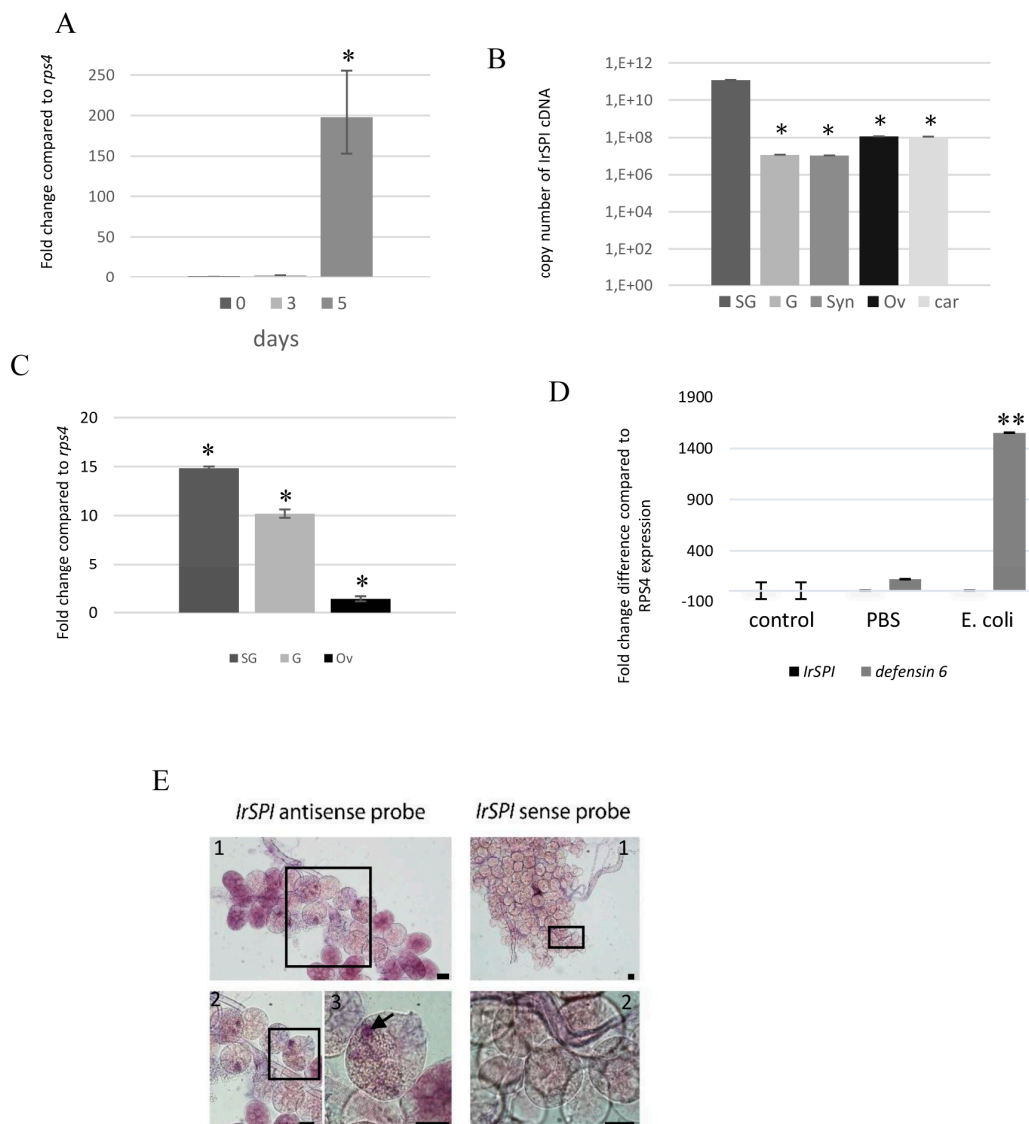 A
Fold change compared to rps4
250
200
150
100
50
0
*
0 3 5
days
B
copy number of IrSPI cDNA
1,E+12
1,E+10
1,E+08
1,E+06
1,E+04
1,E+02
1,E+00
* * * *
SG G Syn Ov car
C
Fold change compared to rps4
20
15
10
5
0
* * *
SG G Ov
D
Fold change difference compared to
RPS4 expression
1900
1400
900
400
-100
**
control PBS E. coli
IrSPI defensin 6
E
IrSPI antisense probe IrSPI sense probe
1 1
2 3 2